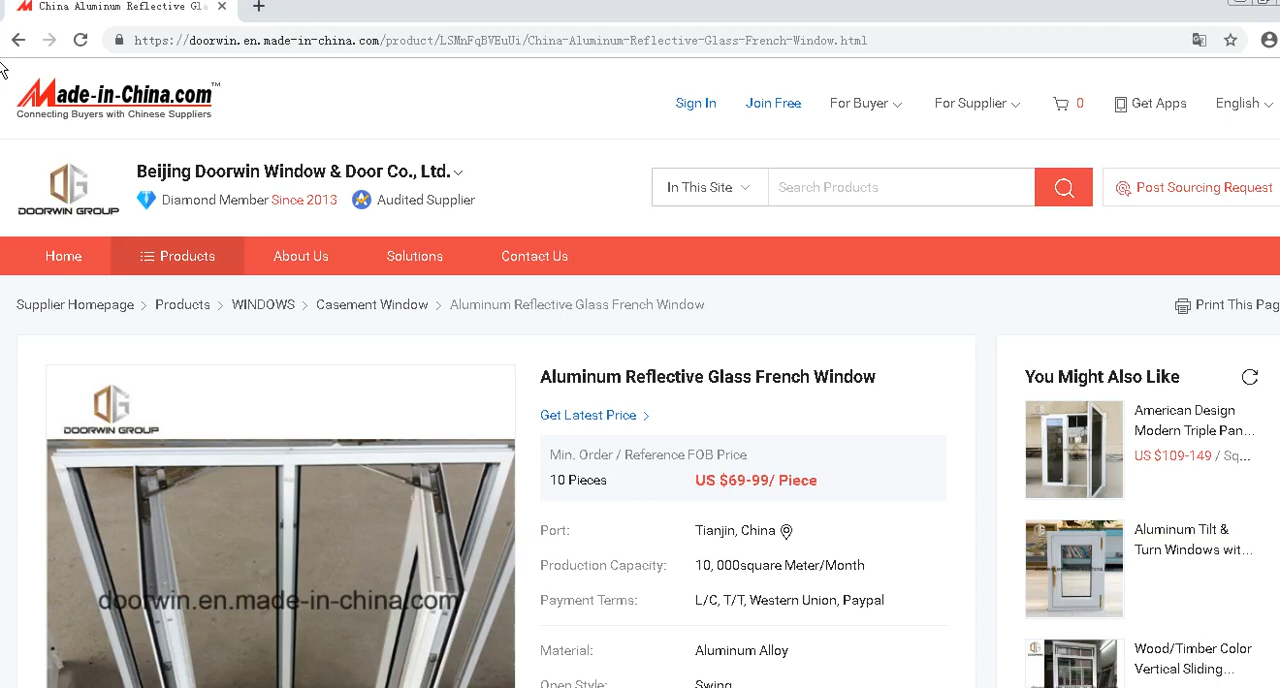 China Aluminum Reflective Gla
https://doorwin.en.made-in-china.com/product/LSMnFqBVEuUi/China-Aluminum-Reflective-Glass-French-Window.html
Made-in-China.com™
Connecting Buyers with Chinese Suppliers
Sign In
Join Free
For Buyer
For Supplier
0
Get Apps
English
DOORWIN GROUP
Beijing Doorwin Window & Door Co., Ltd.
Diamond Member Since 2013
Audited Supplier
In This Site
Search Products
Post Sourcing Request
Home
Products
About Us
Solutions
Contact Us
Supplier Homepage > Products > WINDOWS > Casement Window > Aluminum Reflective Glass French Window
Print This Pag
DOORWIN GROUP
doorwin.en.made-in-china.com
Aluminum Reflective Glass French Window
Get Latest Price >
Min. Order / Reference FOB Price
10 Pieces
US $69-99/ Piece
Port:
Tianjin, China
Production Capacity:
10, 000square Meter/Month
Payment Terms:
L/C, T/T, Western Union, Paypal
Material:
Aluminum Alloy
Open Style:
Swing
You Might Also Like
American Design
Modern Triple Pan...
US $109-149 / Sq...
Aluminum Tilt &
Turn Windows wit...
Wood/Timber Color
Vertical Sliding...